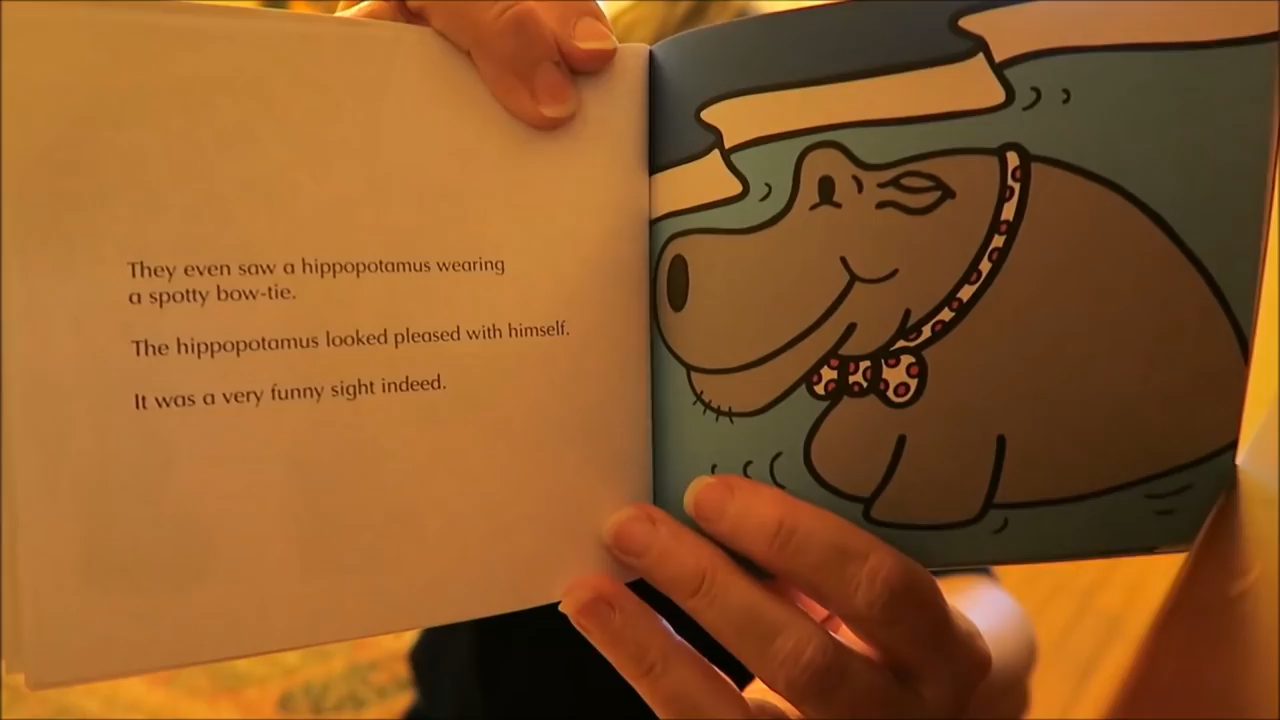 They even saw a hippopotamus wearing
a spotty bow-tie.
The hippopotamus looked pleased with himself.
It was a very funny sight indeed.